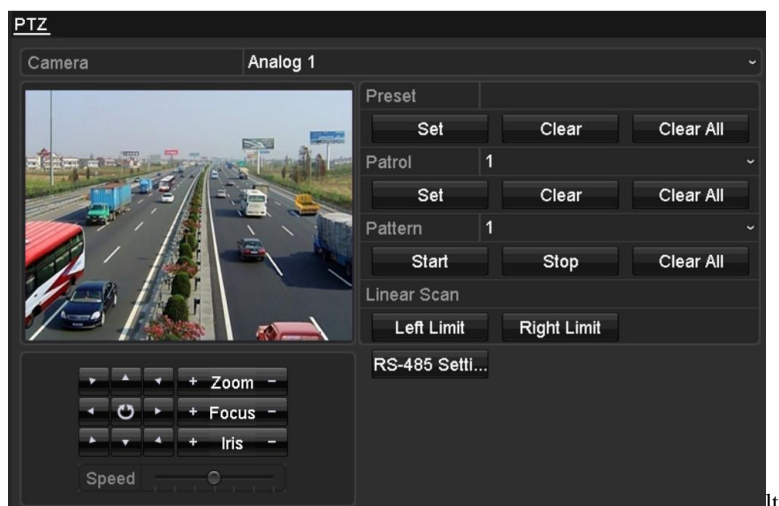 PTZ
Camera Analog 1
Preset
Set Clear Clear All
Patrol 1
Set Clear Clear All
Pattern 1
Start Stop Clear All
Linear Scan
Left Limit Right Limit
RS-485 Setti...
+ Zoom −
+ Focus −
+ Iris −
Speed
lt